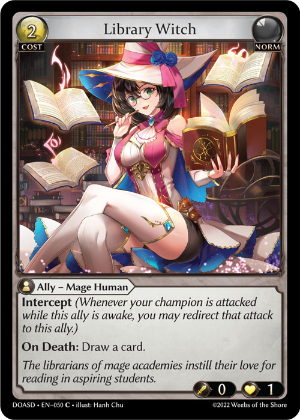 2
Library Witch
COST
NORM
Ally – Mage Human
Intercept (Whenever your champion is attacked
while this ally is awake, you may redirect that attack
to this ally.)
On Death: Draw a card.
The librarians of mage academies instill their love for
reading in aspiring students.
0
1
DOASD • EN-050 C • illust: Hanh Chu
©2022 Weebs of the Shore